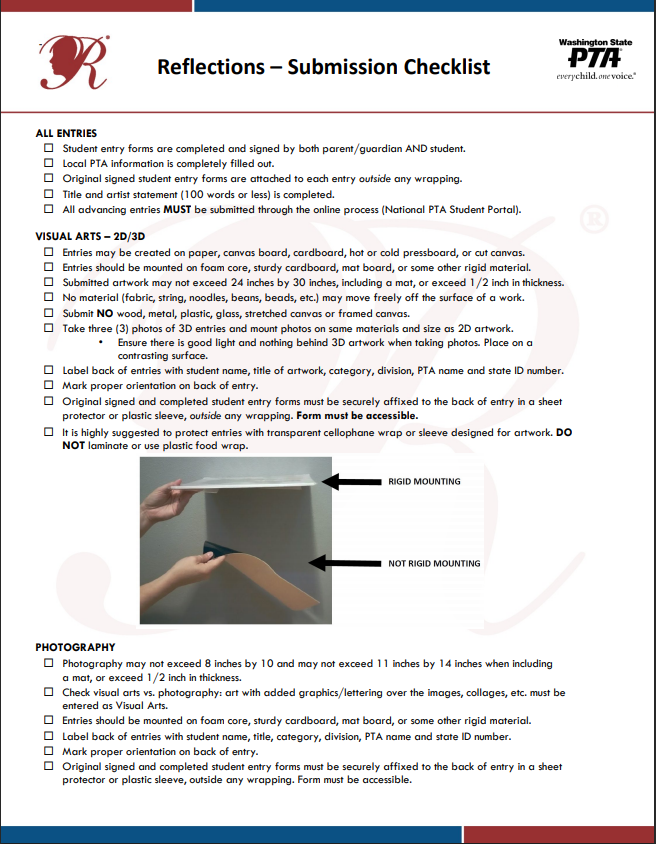 R®
Reflections – Submission Checklist
Washington State
PTA®
everychild.onevoice.®
ALL ENTRIES
☐ Student entry forms are completed and signed by both parent/guardian AND student.
☐ Local PTA information is completely filled out.
☐ Original signed student entry forms are attached to each entry outside any wrapping.
☐ Title and artist statement (100 words or less) is completed.
☐ All advancing entries MUST be submitted through the online process (National PTA Student Portal).
VISUAL ARTS – 2D/3D
☐ Entries may be created on paper, canvas board, cardboard, hot or cold pressboard, or cut canvas.
☐ Entries should be mounted on foam core, sturdy cardboard, mat board, or some other rigid material.
☐ Submitted artwork may not exceed 24 inches by 30 inches, including a mat, or exceed 1/2 inch in thickness.
☐ No material (fabric, string, noodles, beans, beads, etc.) may move freely off the surface of a work.
☐ Submit NO wood, metal, plastic, glass, stretched canvas or framed canvas.
☐ Take three (3) photos of 3D entries and mount photos on same materials and size as 2D artwork.
• Ensure there is good light and nothing behind 3D artwork when taking photos. Place on a
contrasting surface.
☐ Label back of entries with student name, title of artwork, category, division, PTA name and state ID number.
☐ Mark proper orientation on back of entry.
☐ Original signed and completed student entry forms must be securely affixed to the back of entry in a sheet
protector or plastic sleeve, outside any wrapping. Form must be accessible.
☐ It is highly suggested to protect entries with transparent cellophane wrap or sleeve designed for artwork. DO
NOT laminate or use plastic food wrap.
RIGID MOUNTING
NOT RIGID MOUNTING
PHOTOGRAPHY
☐ Photography may not exceed 8 inches by 10 and may not exceed 11 inches by 14 inches when including
a mat, or exceed 1/2 inch in thickness.
☐ Check visual arts vs. photography: art with added graphics/lettering over the images, collages, etc. must be
entered as Visual Arts.
☐ Entries should be mounted on foam core, sturdy cardboard, mat board, or some other rigid material.
☐ Label back of entries with student name, title, category, division, PTA name and state ID number.
☐ Mark proper orientation on back of entry.
☐ Original signed and completed student entry forms must be securely affixed to the back of entry in a sheet
protector or plastic sleeve, outside any wrapping. Form must be accessible.